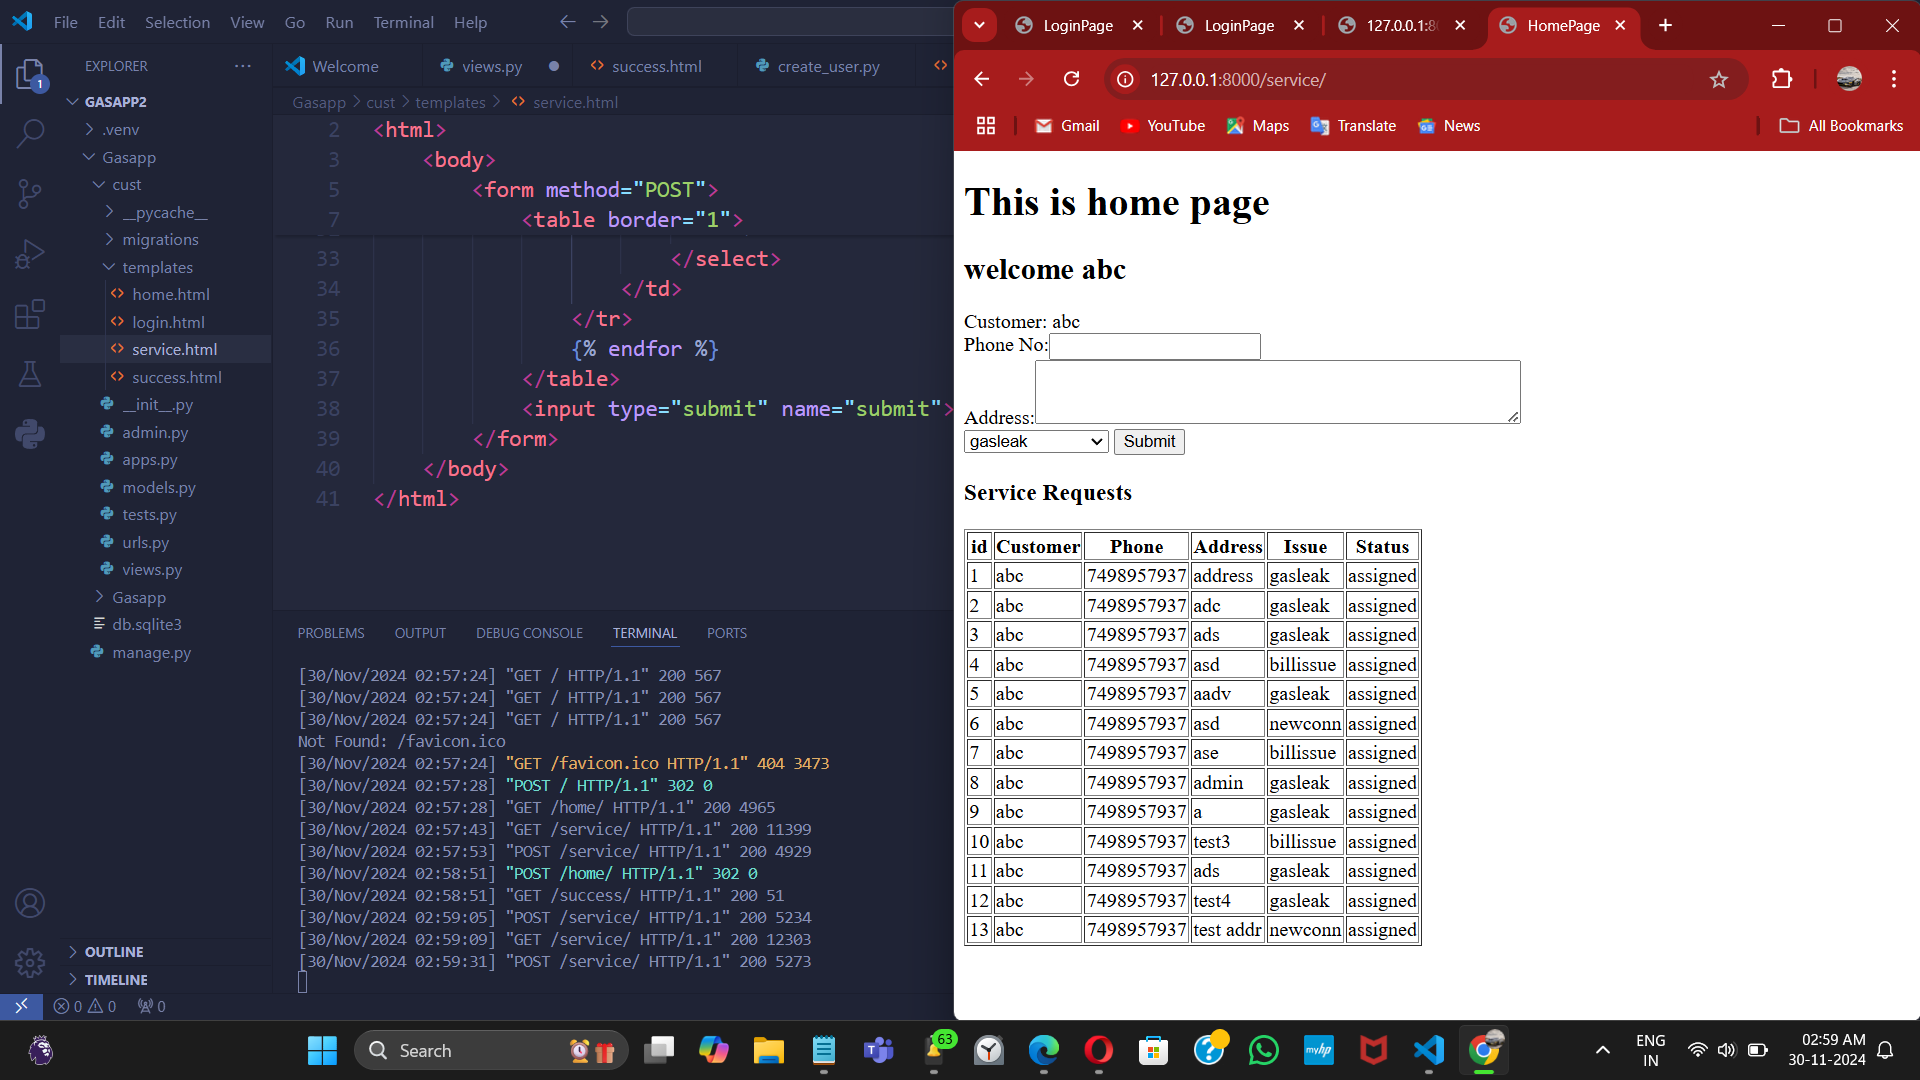 File Edit Selection View Go Run Terminal Help
EXPLORER
1
GASAPP2
.venv
Gasapp
cust
__pycache__
migrations
templates
home.html
login.html
service.html
success.html
__init__.py
admin.py
apps.py
models.py
tests.py
urls.py
views.py
Gasapp
db.sqlite3
manage.py
OUTLINE
TIMELINE
0 0 0
Welcome views.py success.html create_user.py
Gasapp > cust > templates > service.html
2 <html>
3 <body>
5 <form method="POST">
7 <table border="1">
33 </select>
34 </td>
35 </tr>
36 {% endfor %}
37 </table>
38 <input type="submit" name="submit">
39 </form>
40 </body>
41 </html>
PROBLEMS OUTPUT DEBUG CONSOLE TERMINAL PORTS
[30/Nov/2024 02:57:24] "GET / HTTP/1.1" 200 567
[30/Nov/2024 02:57:24] "GET / HTTP/1.1" 200 567
[30/Nov/2024 02:57:24] "GET / HTTP/1.1" 200 567
Not Found: /favicon.ico
[30/Nov/2024 02:57:24] "GET /favicon.ico HTTP/1.1" 404 3473
[30/Nov/2024 02:57:28] "POST / HTTP/1.1" 302 0
[30/Nov/2024 02:57:28] "GET /home/ HTTP/1.1" 200 4965
[30/Nov/2024 02:57:43] "GET /service/ HTTP/1.1" 200 11399
[30/Nov/2024 02:57:53] "POST /service/ HTTP/1.1" 200 4929
[30/Nov/2024 02:58:51] "POST /home/ HTTP/1.1" 302 0
[30/Nov/2024 02:58:51] "GET /success/ HTTP/1.1" 200 51
[30/Nov/2024 02:59:05] "POST /service/ HTTP/1.1" 200 5234
[30/Nov/2024 02:59:09] "GET /service/ HTTP/1.1" 200 12303
[30/Nov/2024 02:59:31] "POST /service/ HTTP/1.1" 200 5273
LoginPage LoginPage 127.0.0.1:80 HomePage
127.0.0.1:8000/service/
Gmail YouTube Maps Translate News All Bookmarks
This is home page
welcome abc
Customer: abc
Phone No:
Address:
gasleak Submit
Service Requests
id Customer Phone Address Issue Status
1 abc 7498957937 address gasleak assigned
2 abc 7498957937 adc gasleak assigned
3 abc 7498957937 ads gasleak assigned
4 abc 7498957937 asd billissue assigned
5 abc 7498957937 aadv gasleak assigned
6 abc 7498957937 asd newconn assigned
7 abc 7498957937 ase billissue assigned
8 abc 7498957937 admin gasleak assigned
9 abc 7498957937 a gasleak assigned
10 abc 7498957937 test3 billissue assigned
11 abc 7498957937 ads gasleak assigned
12 abc 7498957937 test4 gasleak assigned
13 abc 7498957937 test addr newconn assigned
Search
63
myhp
ENG
IN
02:59 AM
30-11-2024